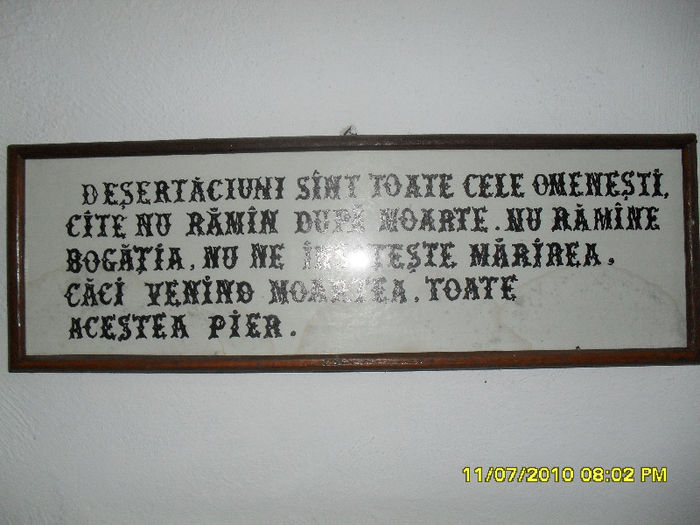 DEȘERTĂCIUNI SÎNT TOATE CELE OMENEȘTI,
CÎTE NU RĂMÎN DUPĂ MOARTE. NU RĂMÎNE
BOGĂȚIA, NU NE MĂRIREA,
CĂCI VENIND MOARTEA, TOATE
ACESTEA PIER.
11/07/2010 08:02 PM